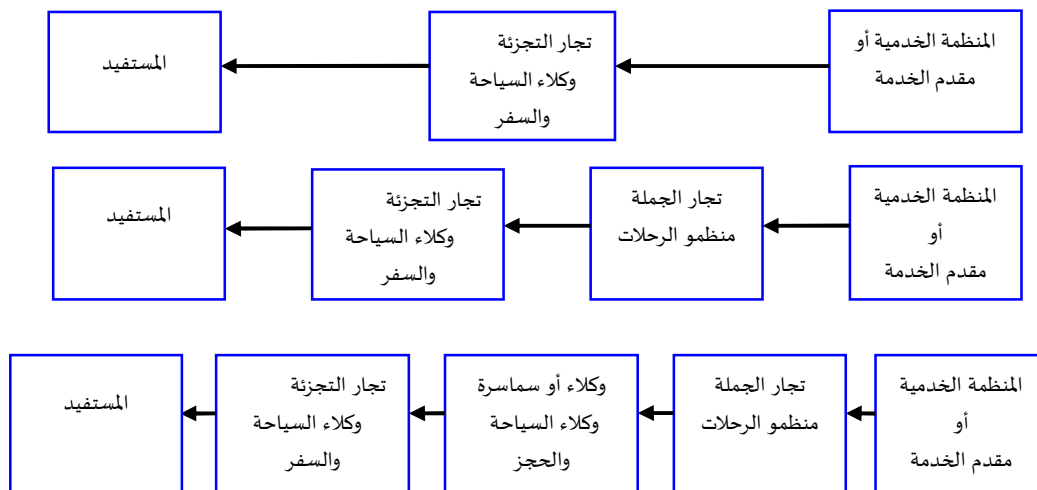 المنظمة الخدمية أو
مقدم الخدمة
تجار التجزئة
وكلاء السياحة
والسفر
المستفيد
المنظمة الخدمية
أو
مقدم الخدمة
تجار الجملة
منظمو الرحلات
تجار التجزئة
وكلاء السياحة
والسفر
المستفيد
المنظمة الخدمية
أو
مقدم الخدمة
تجار الجملة
منظمو الرحلات
وكلاء أو سماسرة
وكلاء السياحة
والحجز
تجار التجزئة
وكلاء السياحة
والسفر
المستفيد